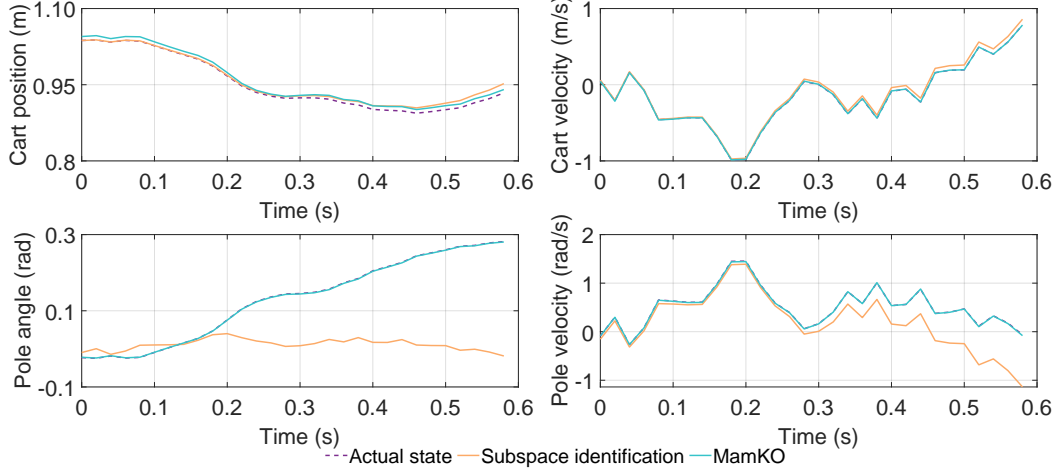 Cart position (m)
1.10
0.95
0.8
0 0.1 0.2 0.3 0.4 0.5 0.6
Time (s)
Cart velocity (m/s)
1
0
-1
0 0.1 0.2 0.3 0.4 0.5 0.6
Time (s)
Pole angle (rad)
0.3
0.1
-0.1
0 0.1 0.2 0.3 0.4 0.5 0.6
Time (s)
Pole velocity (rad/s)
2
1
0
-1
0 0.1 0.2 0.3 0.4 0.5 0.6
Time (s)
Actual state Subspace identification MamKO